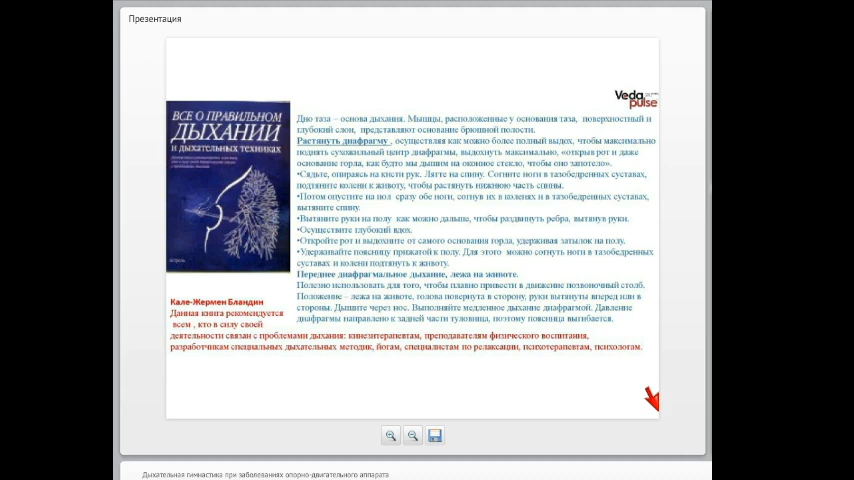 Презентация
Veda
pulse
ВСЕ О ПРАВИЛЬНОМ
ДЫХАНИИ
и дыхательных техниках
Дно таза – основа дыхания. Мышцы, расположенные у основания таза, поверхностный и
глубокий слои, представляют основание брюшной полости.
Растянуть диафрагму , осуществляя как можно более полный выдох, чтобы максимально
поднять сухожильный центр диафрагмы, выдохнуть максимально, «открыв рот и даже
основание горла, как будто мы дышим на оконное стекло, чтобы оно запотело».
•Сядьте, опираясь на кисти рук. Лягте на спину. Согните ноги в тазобедренных суставах,
подтяните колени к животу, чтобы растянуть нижнюю часть спины.
•Потом опустите на пол сразу обе ноги, согнув их в коленях и в тазобедренных суставах,
вытяните спину.
•Вытяните руки на полу как можно дальше, чтобы раздвинуть ребра, вытянув руки.
•Осуществите глубокий вдох.
•Откройте рот и выдохните от самого основания горла, удерживая затылок на полу.
•Удерживайте поясницу прижатой к полу. Для этого можно согнуть ноги в тазобедренных
суставах и колени подтянуть к животу.
Переднее диафрагмальное дыхание, лежа на животе.
Полезно использовать для того, чтобы плавно привести в движение позвоночный столб.
Положение – лежа на животе, голова повернута в сторону, руки вытянуты вперед или в
стороны. Дышите через нос. Выполняйте медленное дыхание диафрагмой. Давление
диафрагмы направлено к задней части туловища, поэтому поясница выгибается.
Кале-Жермен Бландин
Данная книга рекомендуется
всем , кто в силу своей
деятельности связан с проблемами дыхания: кинезитерапевтам, преподавателям физического воспитания,
разработчикам специальных дыхательных методик, йогам, специалистам по релаксации, психотерапевтам, психологам.
Дыхательная гимнастика при заболеваниях опорно-двигательного аппарата